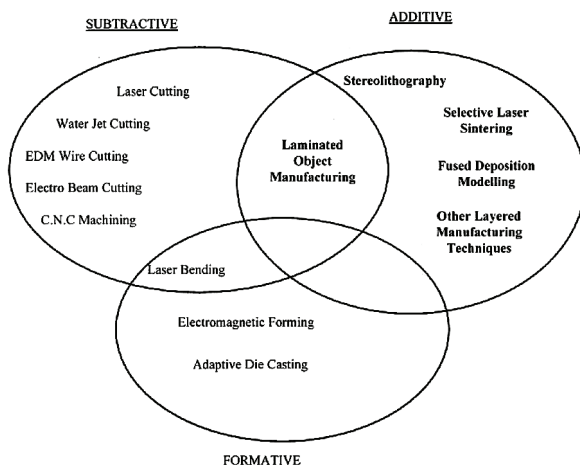 SUBTRACTIVE
ADDITIVE
Laser Cutting
Water Jet Cutting
EDM Wire Cutting
Electro Beam Cutting
C.N.C Machining
Laminated
Object
Manufacturing
Stereolithography
Selective Laser
Sintering
Fused Deposition
Modelling
Other Layered
Manufacturing
Techniques
Laser Bending
Electromagnetic Forming
Adaptive Die Casting
FORMATIVE